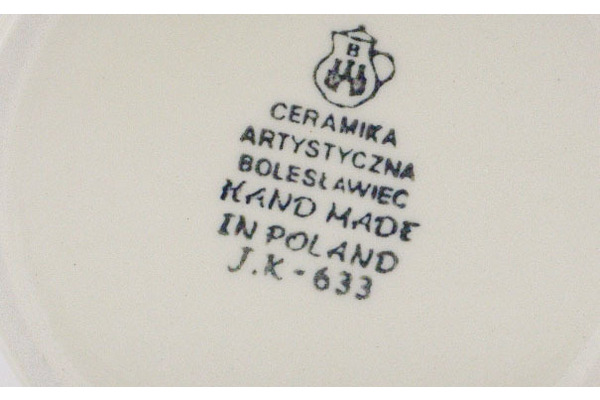 B
CERAMIKA
ARTYSTYCZNA
BOLESŁAWIEC
HAND MADE
IN POLAND
J.K - 633